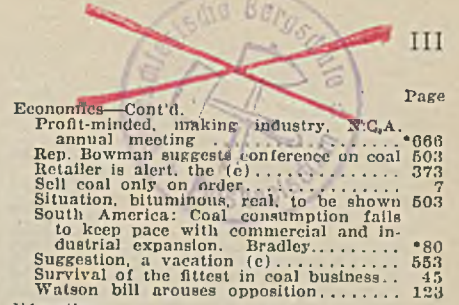 III
Page
Economics—Cont'd.
Profit-minded, making industry, N.C.A.
annual meeting .............. *666
Rep. Bowman suggests conference on coal 503
Retailer is alert, the (e)............ 373
Sell coal only on order............... 7
Situation, bituminous, real, to be shown 503
South America: Coal consumption fails
to keep pace with commercial and in-
dustrial expansion. Bradley......... *80
Suggestion, a vacation (e)........... 553
Survival of the fittest in coal business.. 45
Watson bill arouses opposition........ 123